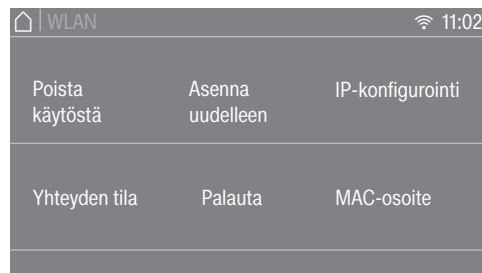 WLAN 11:02
Poista käytöstä
Asenna uudelleen
IP-konfigurointi
Yhteyden tila
Palauta
MAC-osoite